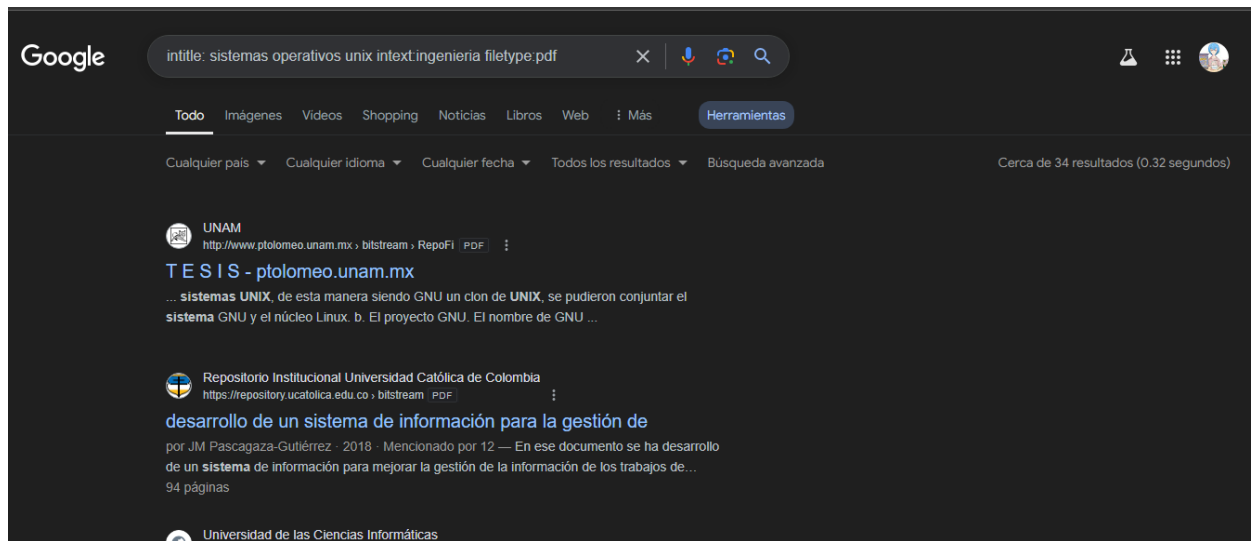 Google
intitle: sistemas operativos unix intext:ingenieria filetype:pdf
Todo Imágenes Videos Shopping Noticias Libros Web Más Herramientas
Cualquier país Cualquier idioma Cualquier fecha Todos los resultados Búsqueda avanzada Cerca de 34 resultados (0.32 segundos)
UNAM
http://www.ptolomeo.unam.mx › bitstream › RepoFi PDF
T E S I S - ptolomeo.unam.mx
... sistemas UNIX, de esta manera siendo GNU un clon de UNIX, se pudieron conjuntar el
sistema GNU y el núcleo Linux. b. El proyecto GNU. El nombre de GNU ...
Repositorio Institucional Universidad Católica de Colombia
https://repository.ucatolica.edu.co › bitstream PDF
desarrollo de un sistema de información para la gestión de
por JM Pascagaza-Gutiérrez · 2018 · Mencionado por 12 — En ese documento se ha desarrollo
de un sistema de información para mejorar la gestión de la información de los trabajos de...
94 páginas
Universidad de las Ciencias Informáticas